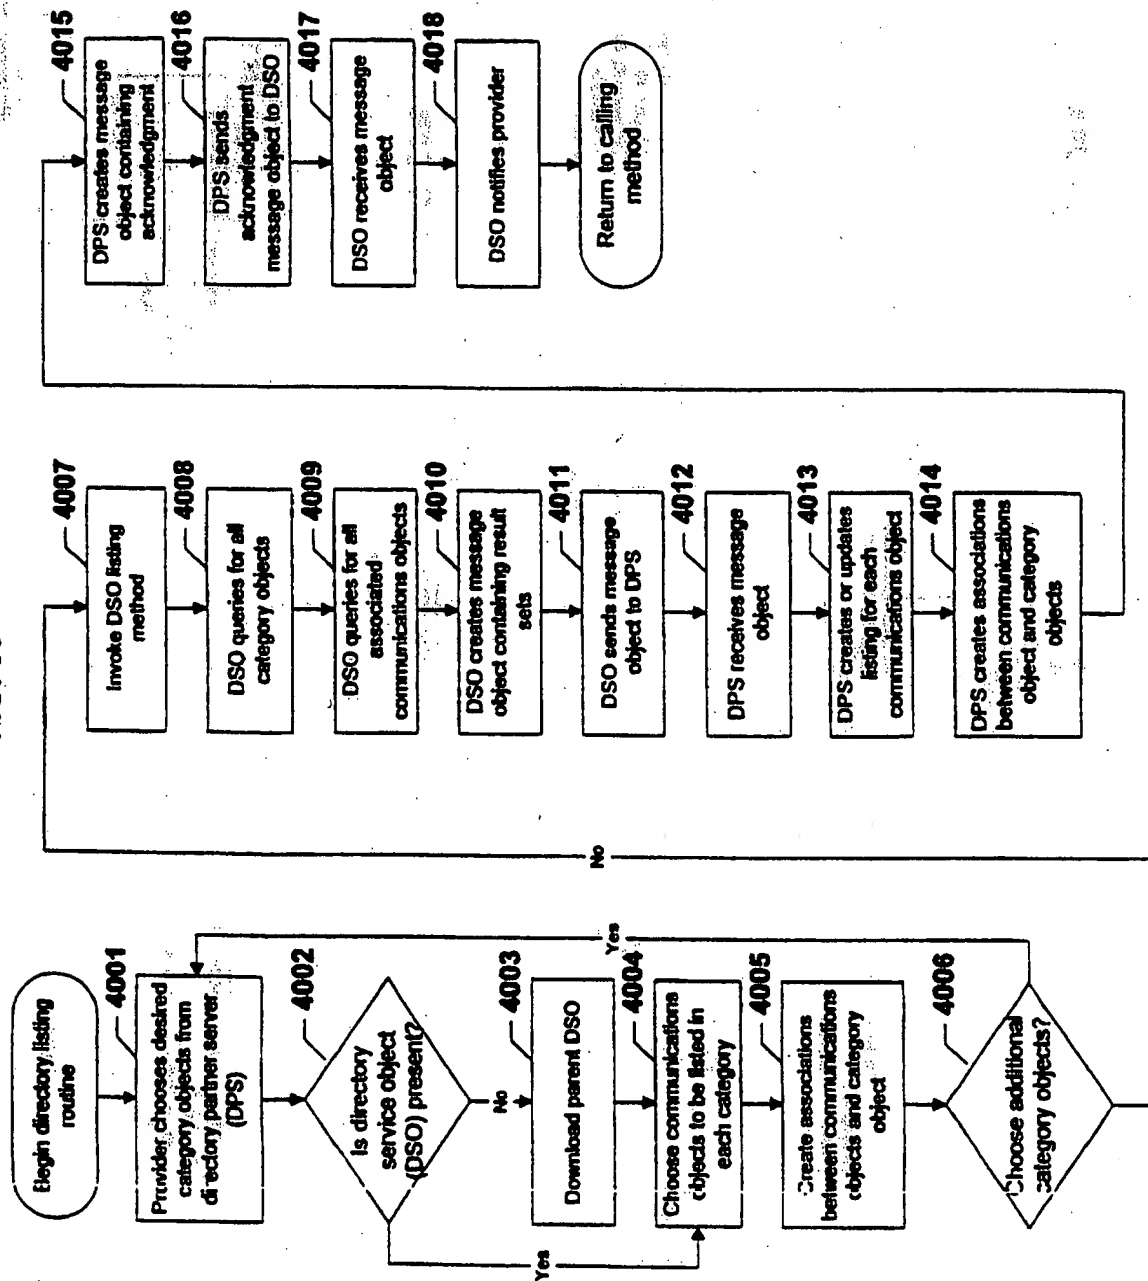 Begin directory listing
routine
4001
Provider chooses desired
category objects from
directory partner server
(DPS)
4002
Is directory
service object
(DSO) present?
Yes
No
4003
Download parent DSO
4004
Choose communications
objects to be listed in
each category
4005
Create associations
between communications
objects and category
object
4006
Choose additional
category objects?
Yes
No
4007
Invoke DSO listing
method
4008
DSO queries for all
category objects
4009
DSO queries for all
associated
communications objects
4010
DSO creates message
object containing result
sets
4011
DSO sends message
object to DPS
4012
DPS receives message
object
4013
DPS creates or updates
listing for each
communications object
4014
DPS creates associations
between communications
object and category
objects
4015
DPS creates message
object containing
acknowledgment
4016
DPS sends
acknowledgment
message object to DSO
4017
DSO receives message
object
4018
DSO notifies provider
Return to calling
method